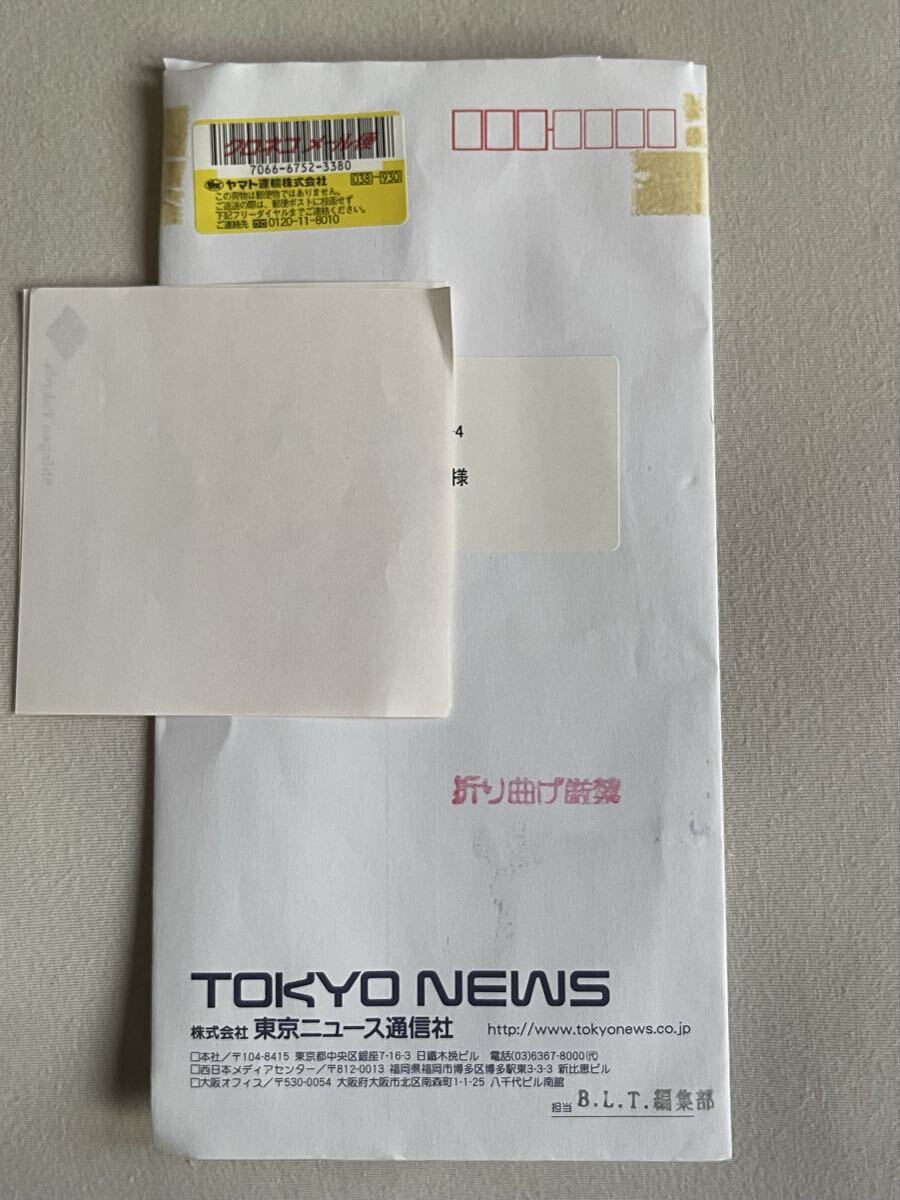 クロネコメール便
7066-6752-3380
ヤマト運輸株式会社 038-930
この荷物は郵便物ではありません。
ご返送の際は、郵便ポストに投函せず
下記フリーダイヤルまでご連絡ください。
ご連絡先 0120-11-8010
-4
様
折り曲げ厳禁
TOKYO NEWS
株式会社 東京ニュース通信社 http://www.tokyonews.co.jp
□本社/〒104-8415 東京都中央区銀座7-16-3 日鐵木挽ビル 電話(03)6367-8000(代)
□西日本メディアセンター/〒812-0013 福岡県福岡市博多区博多駅東3-3-3 新比恵ビル
□大阪オフィス/〒530-0054 大阪府大阪市北区南森町1-1-25 八千代ビル南館
担当 B.L.T.編集部